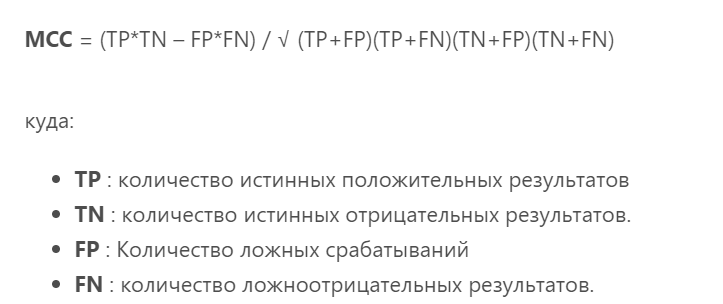 MCC = (TP*TN – FP*FN) / √ (TP+FP)(TP+FN)(TN+FP)(TN+FN)
куда:
• TP : количество истинных положительных результатов
• TN : количество истинных отрицательных результатов.
• FP : Количество ложных срабатываний
• FN : количество ложноотрицательных результатов.